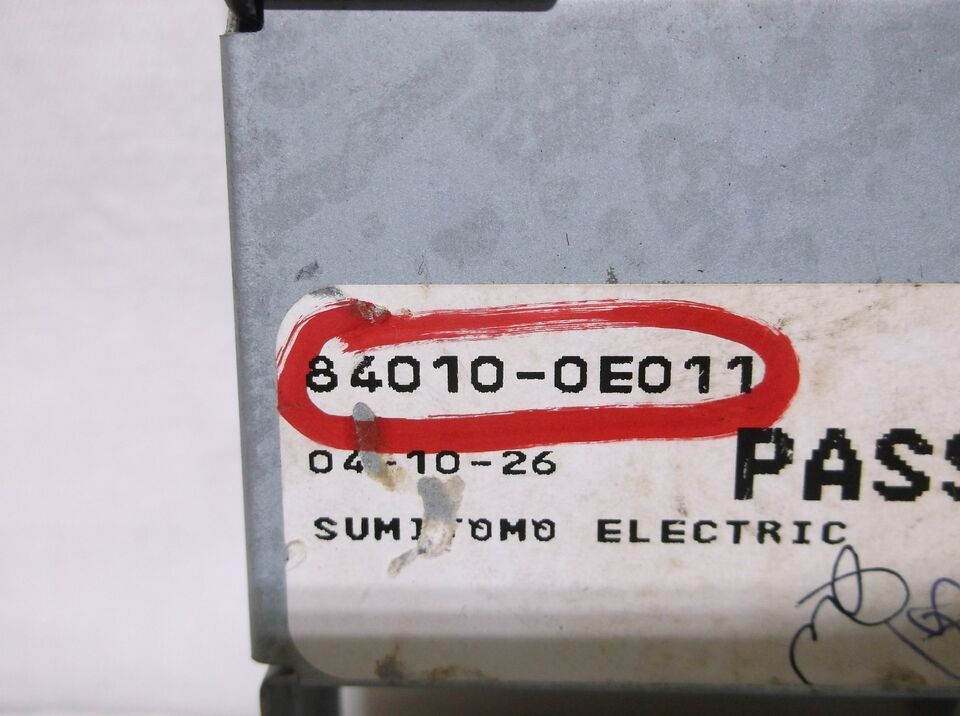 84010-0E011
04-10-26
PASS
SUMITOMO ELECTRIC